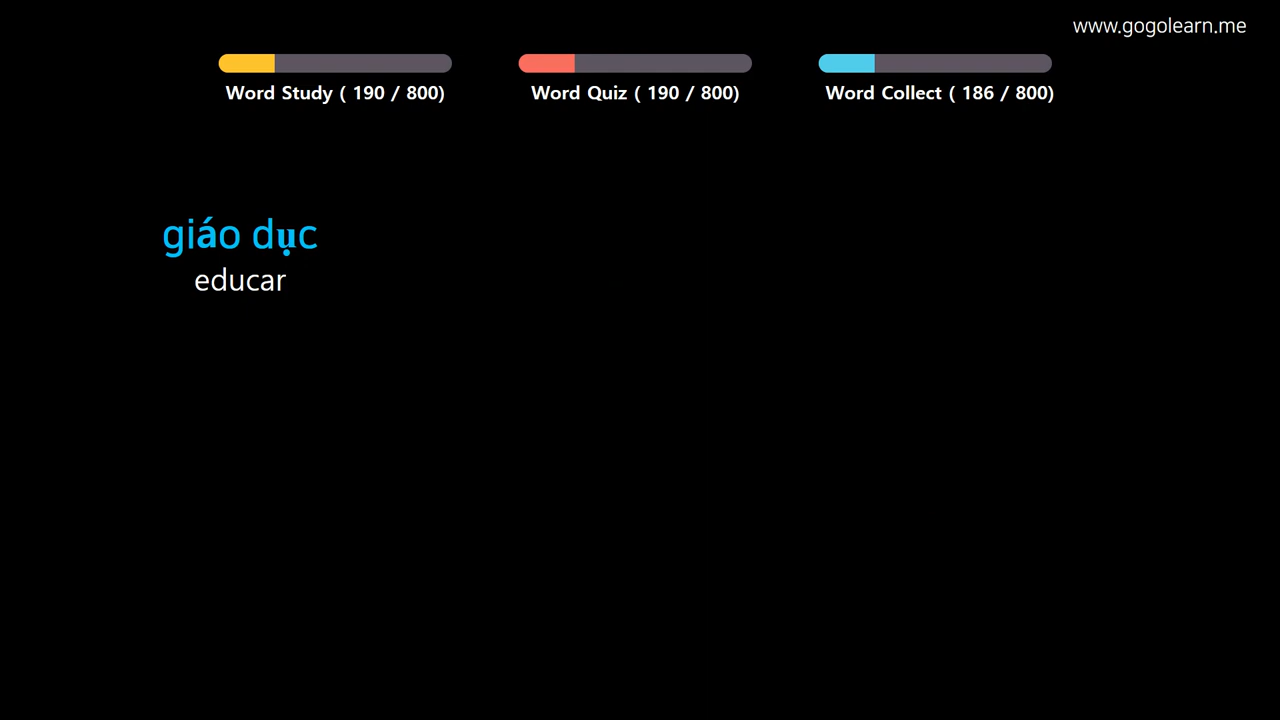 www.gogolearn.me
Word Study ( 190 / 800)
Word Quiz ( 190 / 800)
Word Collect ( 186 / 800)
giáo dục
educar